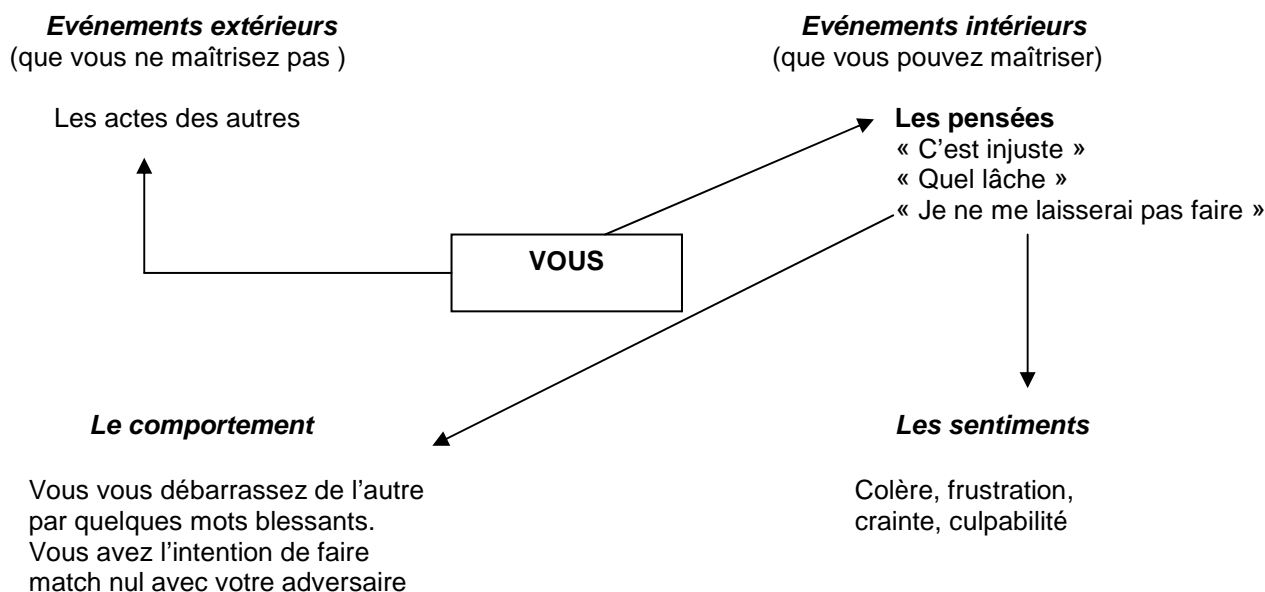 Evénements extérieurs
(que vous ne maîtrisez pas )
Evénements intérieurs
(que vous pouvez maîtriser)
Les actes des autres
Les pensées
« C'est injuste »
« Quel lâche »
« Je ne me laisserai pas faire »
VOUS
Le comportement
Vous vous débarrassez de l'autre
par quelques mots blessants.
Vous avez l'intention de faire
match nul avec votre adversaire
Les sentiments
Colère, frustration,
crainte, culpabilité